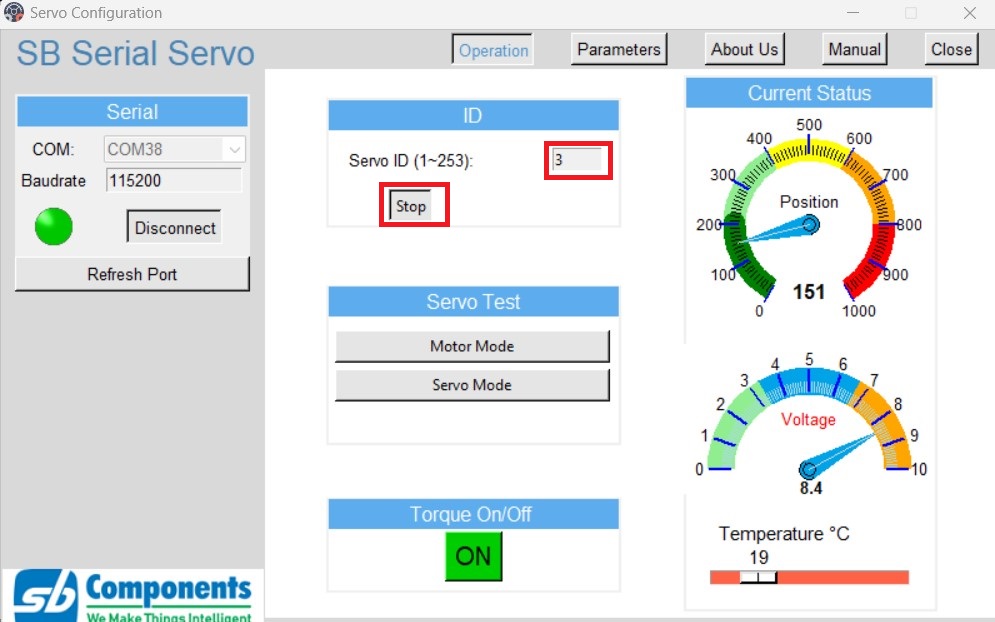 Servo Configuration
SB Serial Servo
Operation
Parameters
About Us
Manual
Close
Serial
COM:
COM38
Baudrate
115200
Disconnect
Refresh Port
ID
Servo ID (1~253):
3
Stop
Servo Test
Motor Mode
Servo Mode
Torque On/Off
ON
Current Status
0
100
200
300
400
500
600
700
800
900
1000
Position
151
0
1
2
3
4
5
6
7
8
9
10
Voltage
8.4
Temperature °C
19
sb Components
We Make Things Intelligent